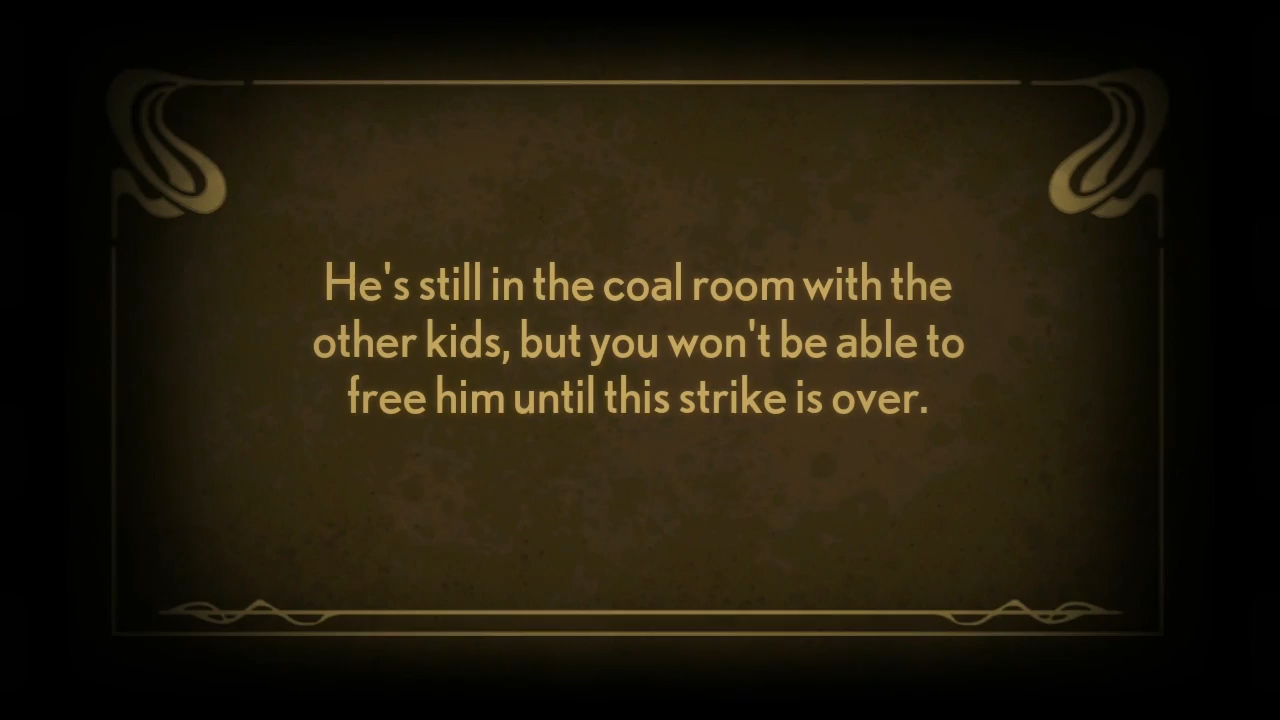 He's still in the coal room with the
other kids, but you won't be able to
free him until this strike is over.